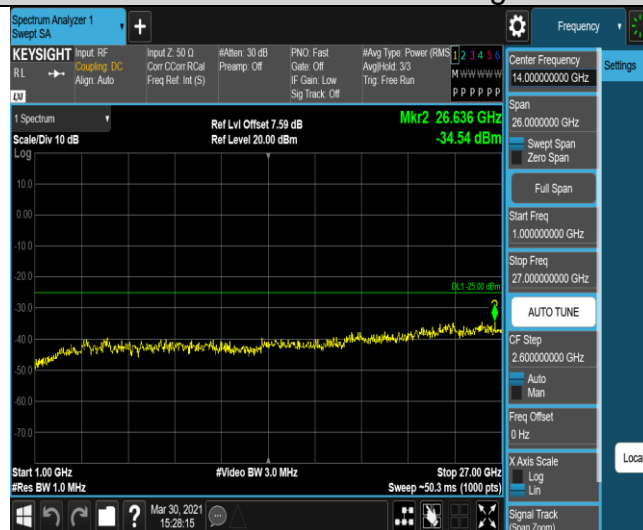 Spectrum Analyzer 1
Swept SA
+
Frequency
KEYSIGHT
RL
LXI
Input: RF
Coupling: DC
Align: Auto
Input Z: 50 Ω
Corr CCorr RCal
Freq Ref: Int (S)
#Atten: 30 dB
Preamp: Off
PNO: Fast
Gate: Off
IF Gain: Low
Sig Track: Off
#Avg Type: Power (RMS
Avg|Hold: 3/3
Trig: Free Run
1 2 3 4 5 6
M W W W W W
P P P P P P
1 Spectrum
Scale/Div 10 dB
Log
Ref Lvl Offset 7.59 dB
Ref Level 20.00 dBm
Mkr2 26.636 GHz
-34.54 dBm
10.0
0.00
-10.0
-20.0
-30.0
-40.0
-50.0
-60.0
-70.0
DL1 -25.00 dBm
2
Start 1.00 GHz
#Res BW 1.0 MHz
#Video BW 3.0 MHz
Stop 27.00 GHz
Sweep ~50.3 ms (1000 pts)
?
Mar 30, 2021
15:28:15
Center Frequency
14.000000000 GHz
Span
26.0000000 GHz
Swept Span
Zero Span
Full Span
Start Freq
1.000000000 GHz
Stop Freq
27.000000000 GHz
AUTO TUNE
CF Step
2.600000000 GHz
Auto
Man
Freq Offset
0 Hz
X Axis Scale
Log
Lin
Signal Track
(Span Zoom)
Settings
Local